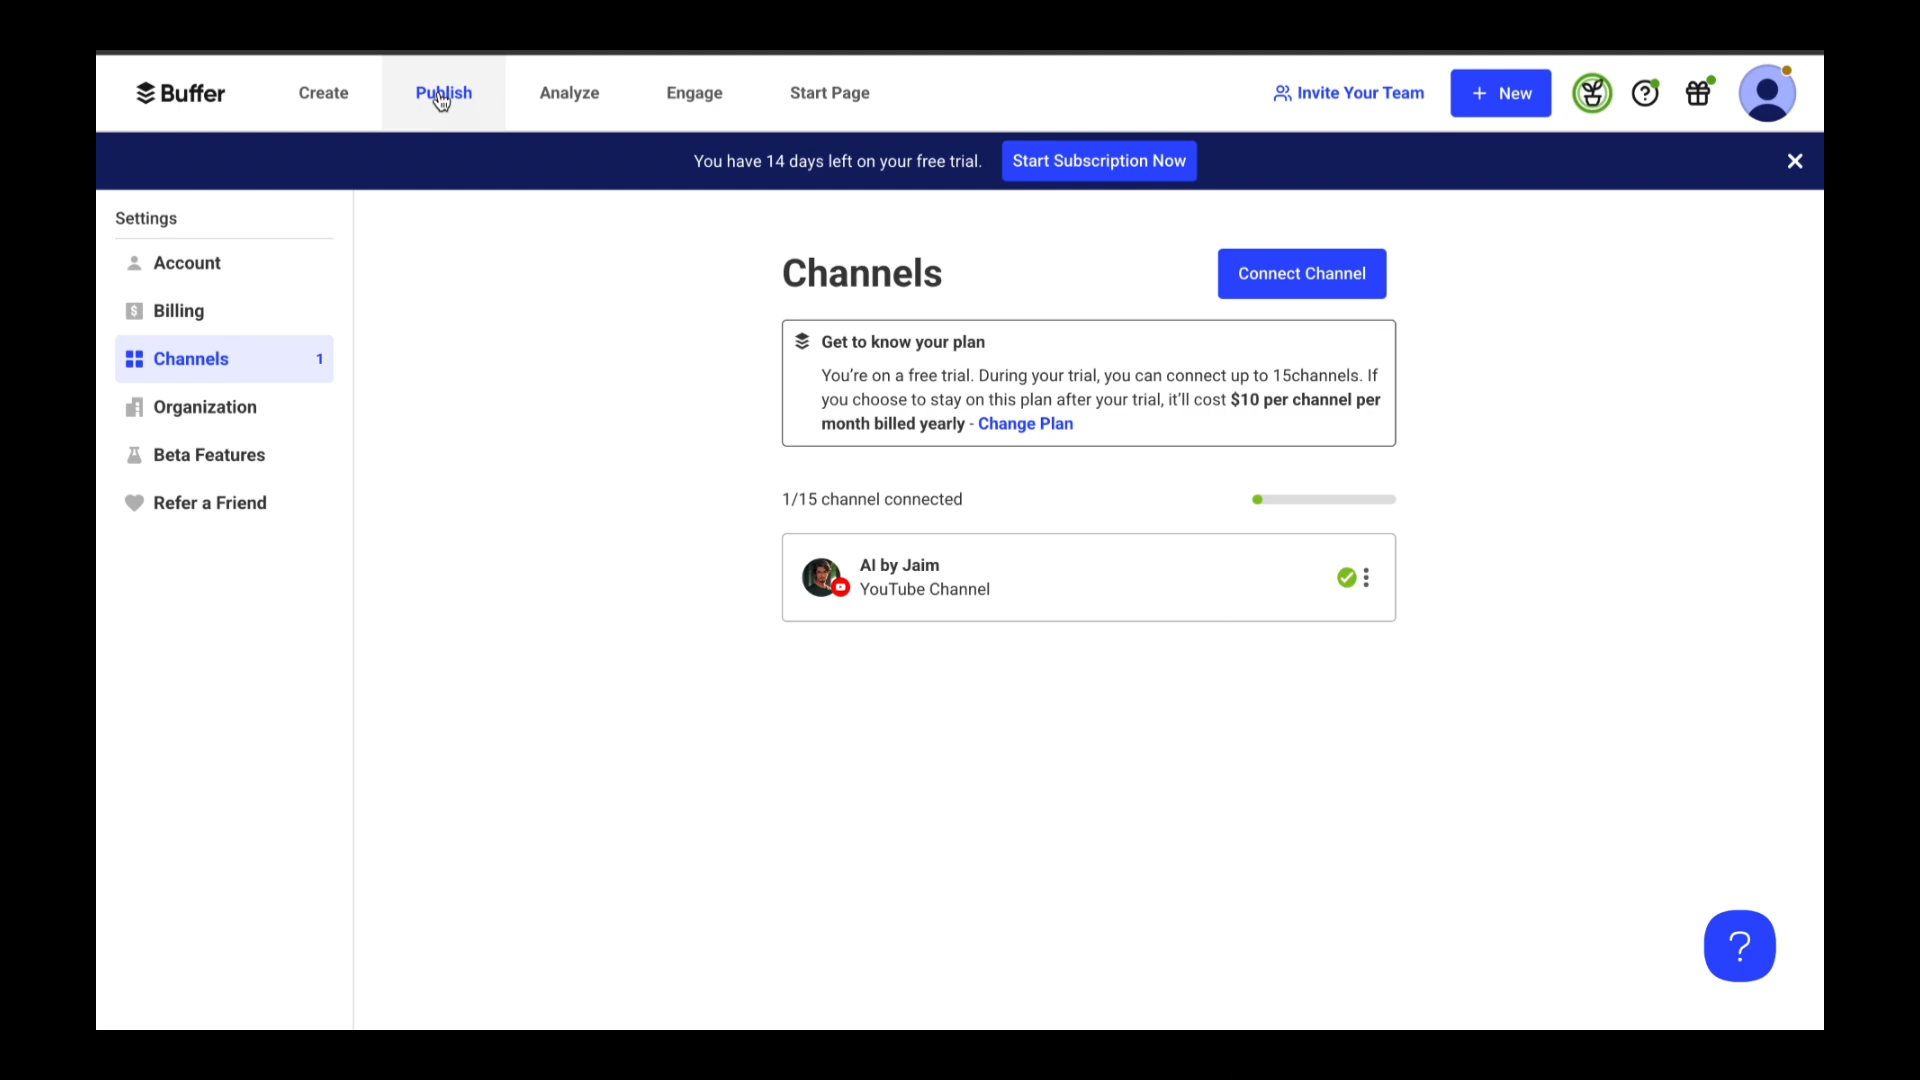 Buffer
Create
Publish
Analyze
Engage
Start Page
Invite Your Team
+ New
You have 14 days left on your free trial.
Start Subscription Now
Settings
Account
Billing
Channels 1
Organization
Beta Features
Refer a Friend
Channels
Connect Channel
Get to know your plan
You're on a free trial. During your trial, you can connect up to 15channels. If
you choose to stay on this plan after your trial, it'll cost $10 per channel per
month billed yearly - Change Plan
1/15 channel connected
AI by Jaim
YouTube Channel
?